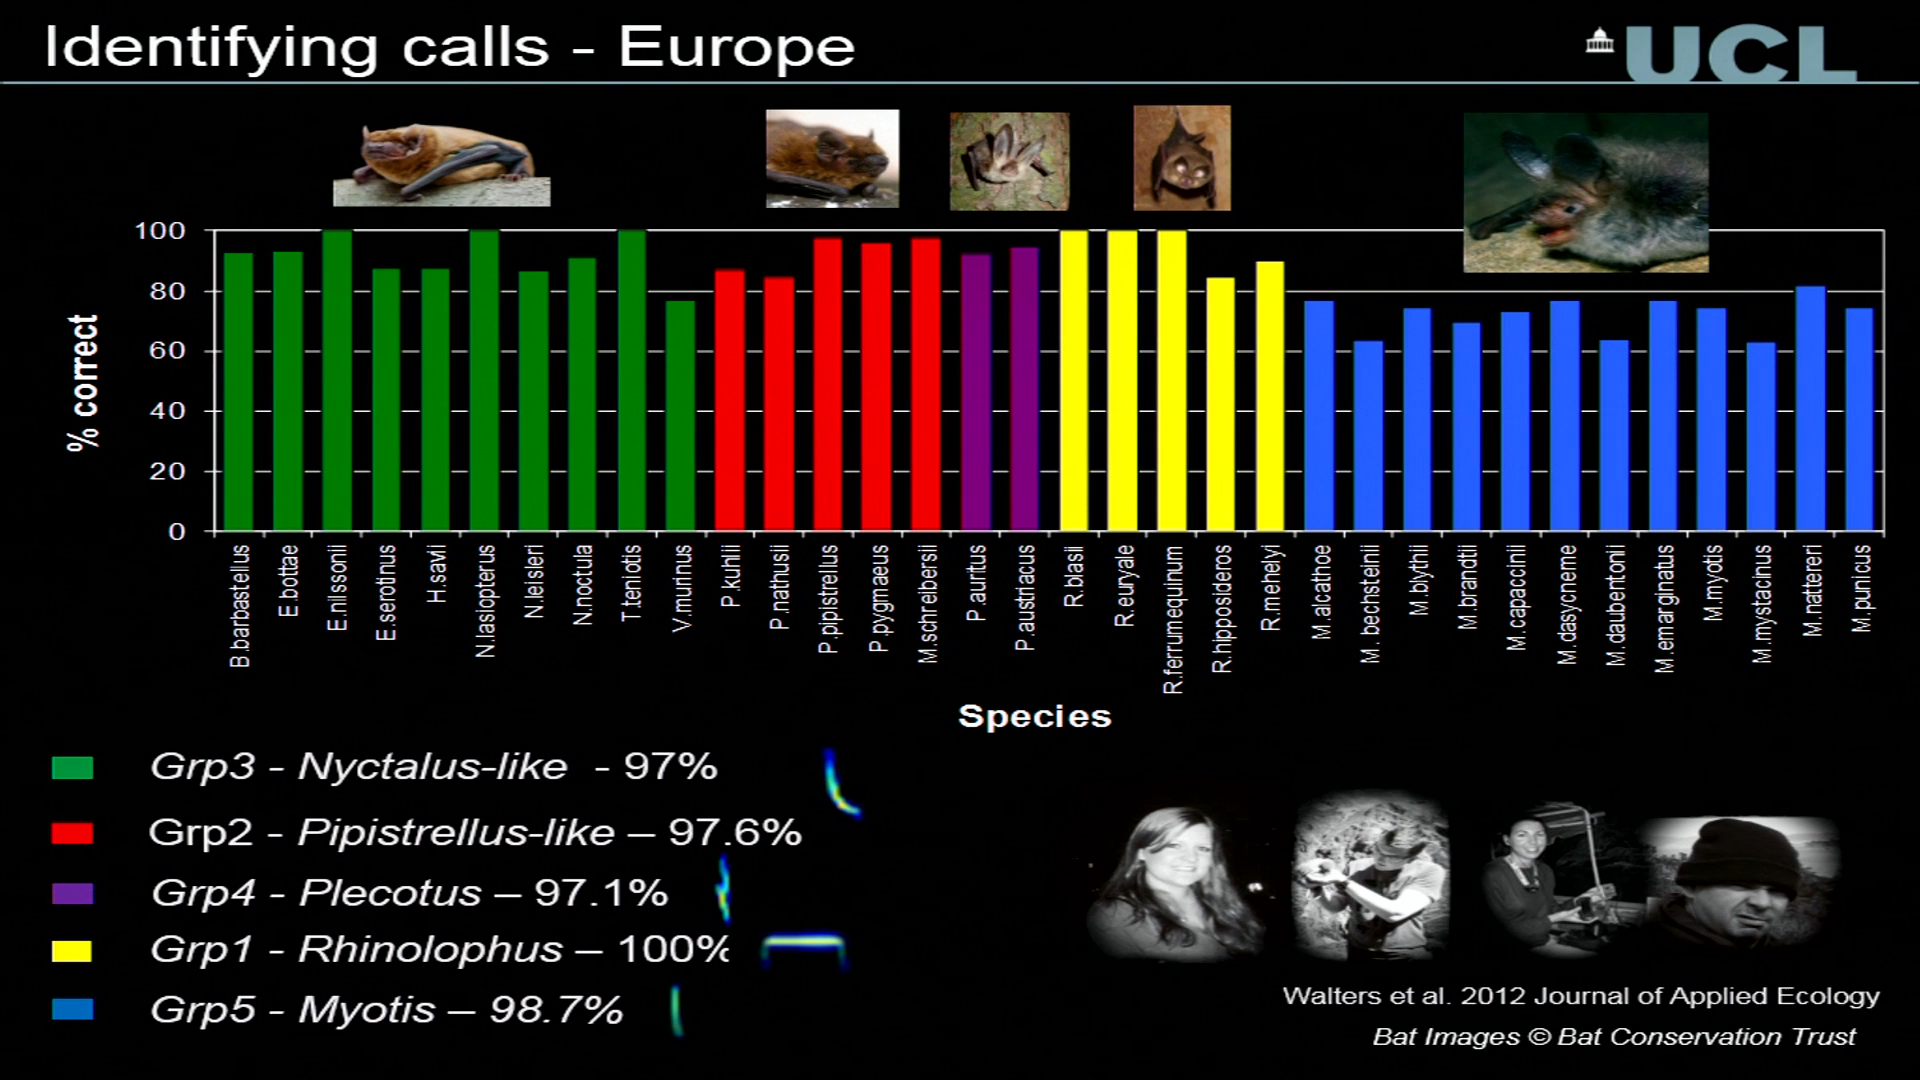 Identifying calls - Europe
UCL
100
80
60
40
20
0
% correct
B.barbastellus
E.bottae
E.nilssonii
E.serotinus
H.savii
N.lasiopterus
N.leisleri
N.noctula
T.teniotis
V.murinus
P.kuhlii
P.nathusii
P.pipistrellus
P.pygmaeus
M.schreibersii
P.auritus
P.austriacus
R.blasii
R.euryale
R.ferrumequinum
R.hipposideros
R.mehelyi
M.alcathoe
M. bechsteinii
M.blythii
M.brandtii
M.capaccinii
M.dasycneme
M.daubentonii
M.emarginatus
M.myotis
M.mystacinus
M.nattereri
M.punicus
Species
Grp3 - Nyctalus-like - 97%
Grp2 - Pipistrellus-like – 97.6%
Grp4 - Plecotus – 97.1%
Grp1 - Rhinolophus – 100%
Grp5 - Myotis – 98.7%
Walters et al. 2012 Journal of Applied Ecology
Bat Images © Bat Conservation Trust